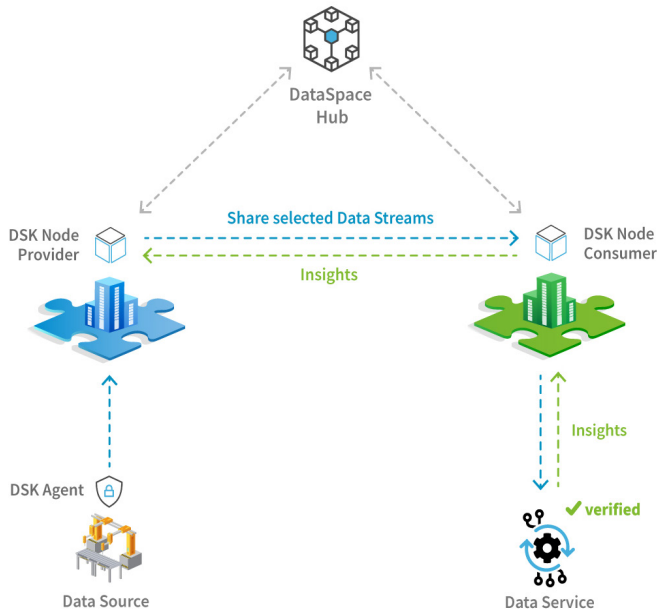 DataSpace
Hub
Share selected Data Streams
DSK Node
Provider
DSK Node
Consumer
Insights
Insights
DSK Agent
verified
Data Source
Data Service